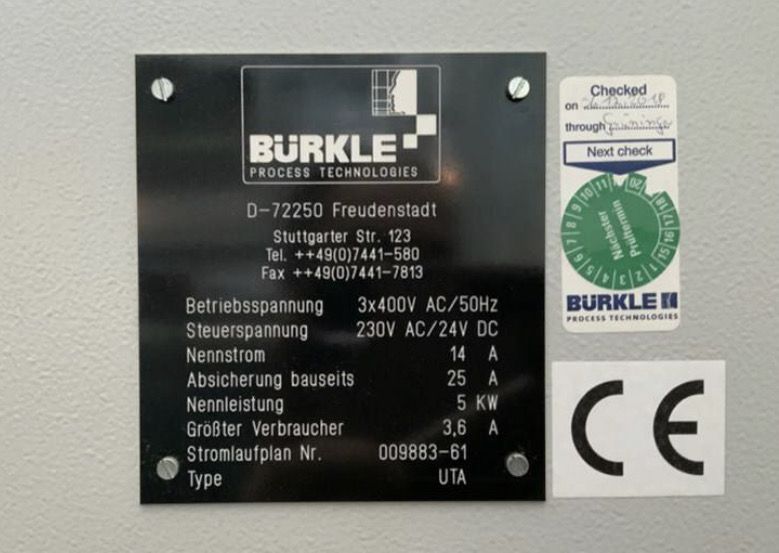 BÜRKLE
PROCESS TECHNOLOGIES
D-72250 Freudenstadt
Stuttgarter Str. 123
Tel. ++49(0)7441-580
Fax ++49(0)7441-7813
Betriebsspannung 3x400V AC/50Hz
Steuerspannung 230V AC/24V DC
Nennstrom 14 A
Absicherung bauseits 25 A
Nennleistung 5 KW
Größter Verbraucher 3,6 A
Stromlaufplan Nr. 009883-61
Type UTA
Checked
on
through
Next check
Nächster
Prüftermin
BÜRKLE
PROCESS TECHNOLOGIES
CE